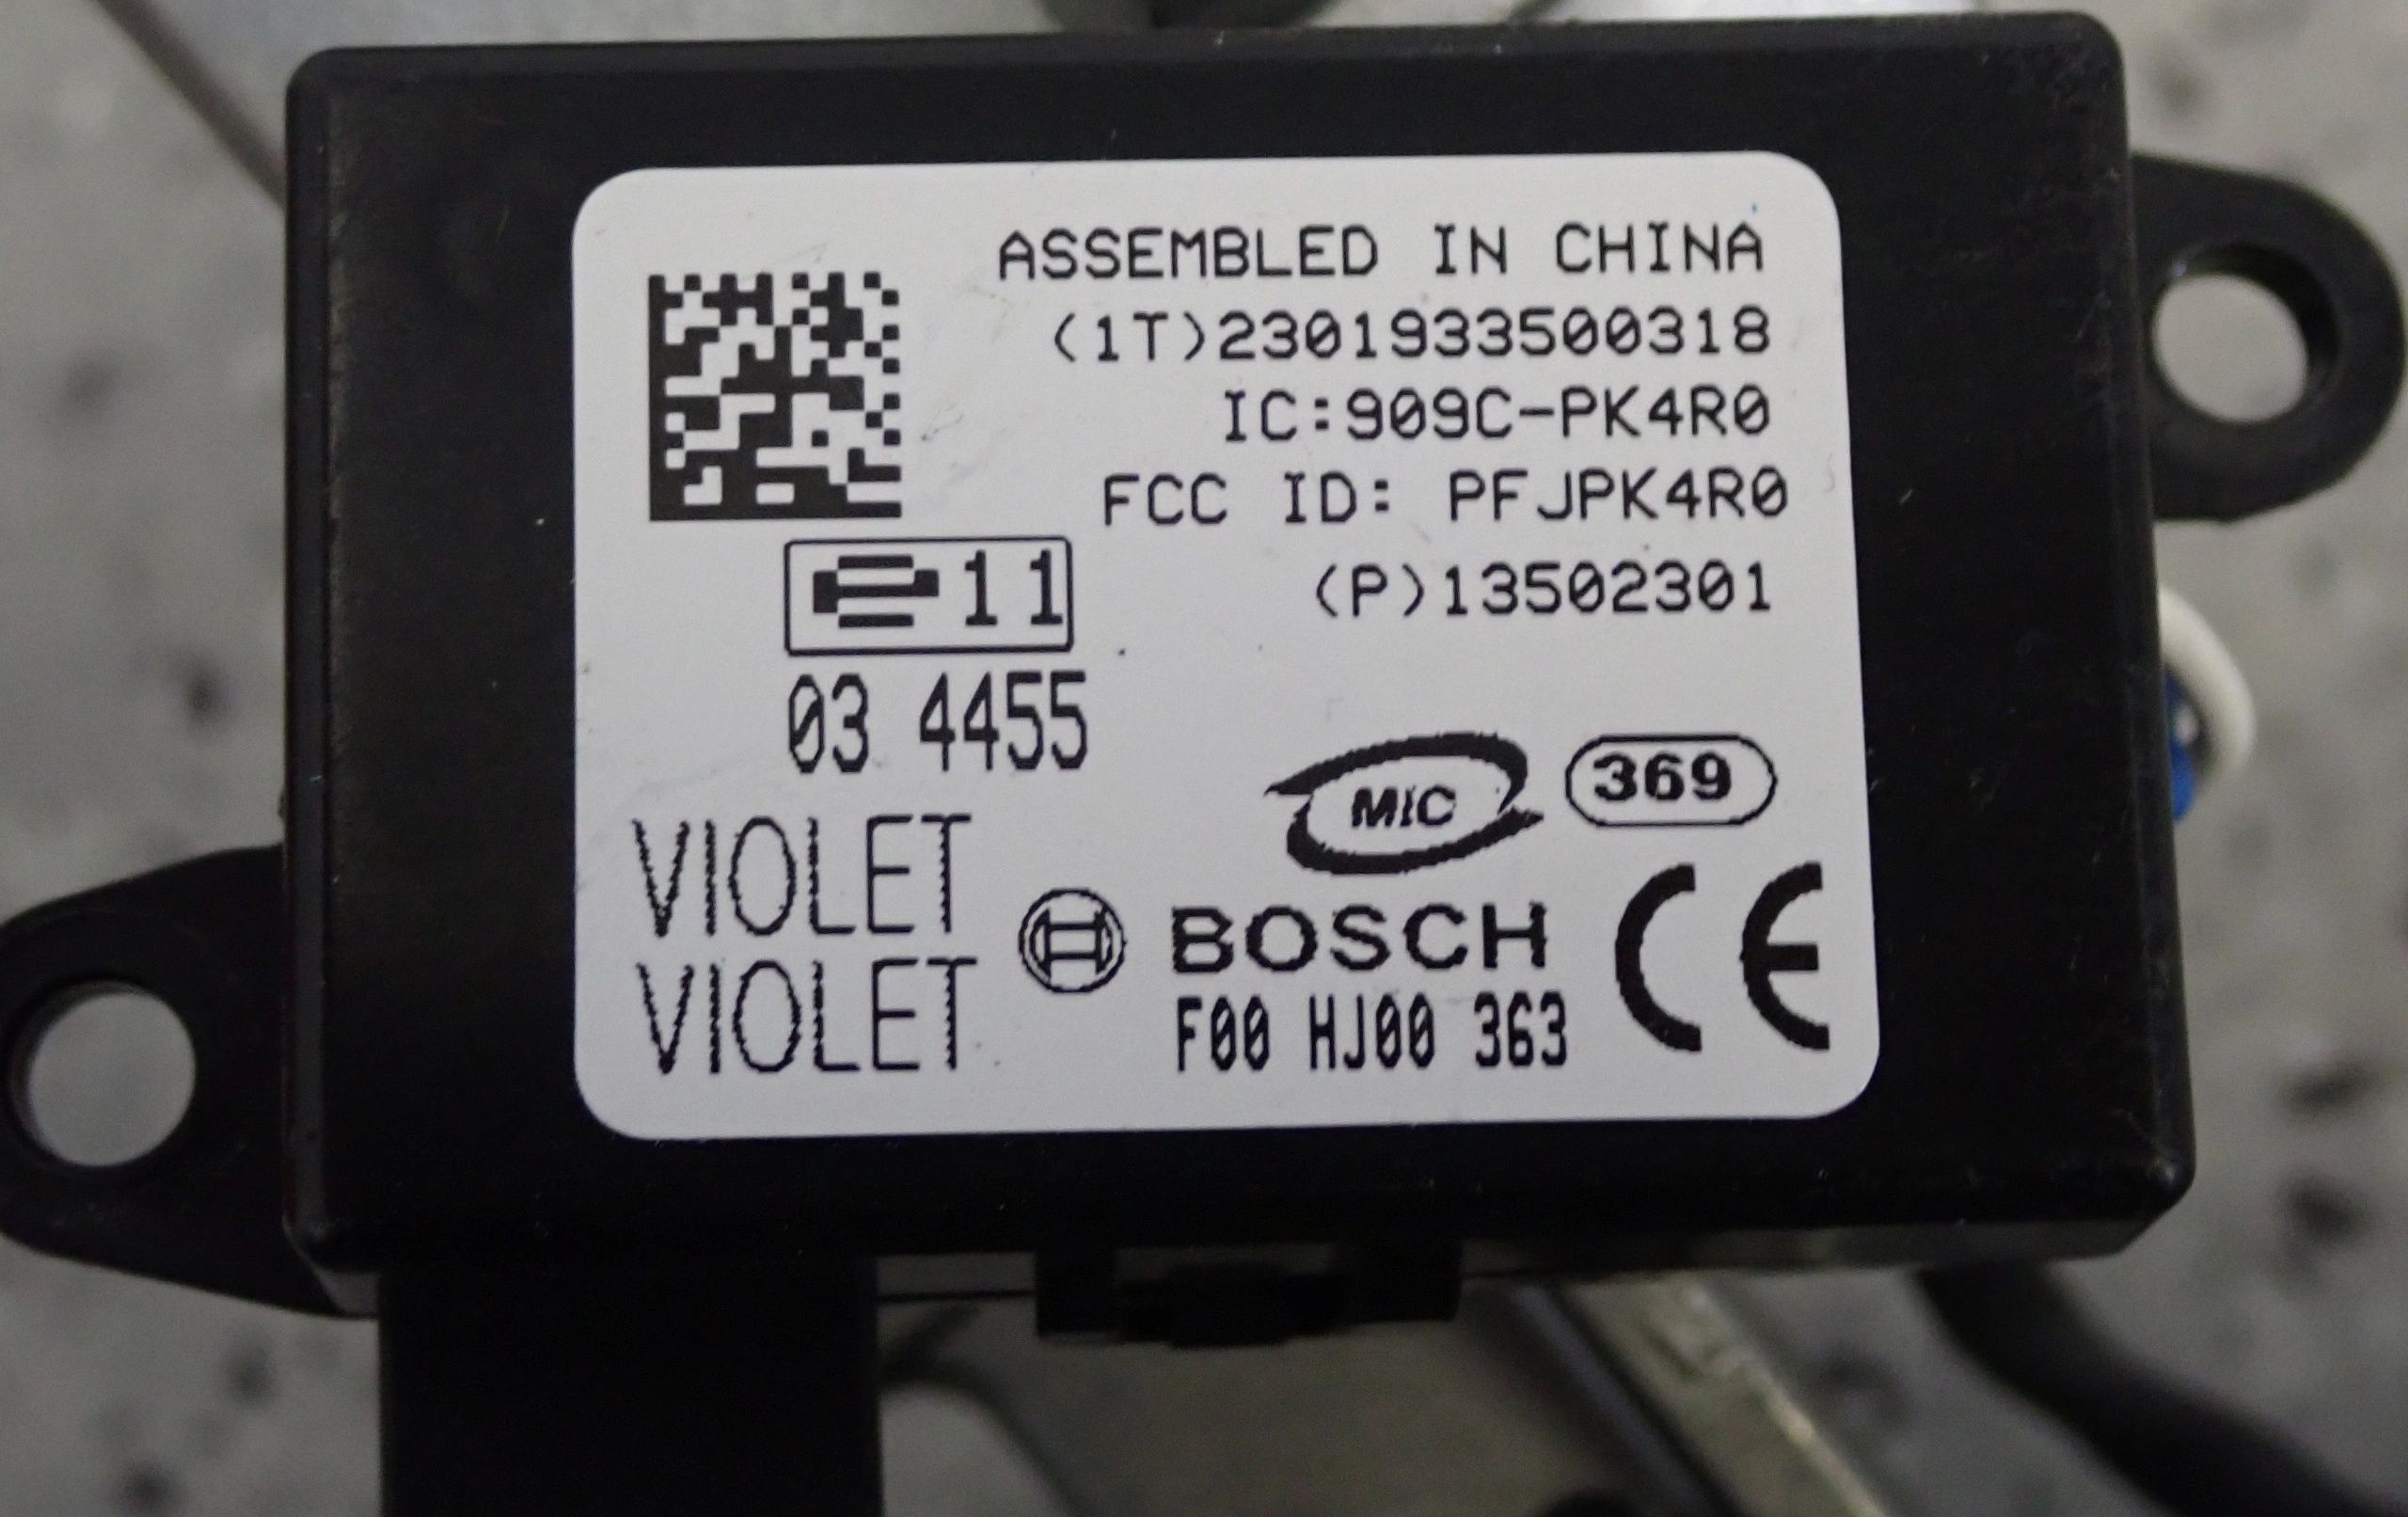 ASSEMBLED IN CHINA
(1T)2301933500318
IC:909C-PK4R0
FCC ID: PFJPK4R0
e11
(P)13502301
03 4455
MIC
369
VIOLET
VIOLET
BOSCH
CE
F00 HJ00 363